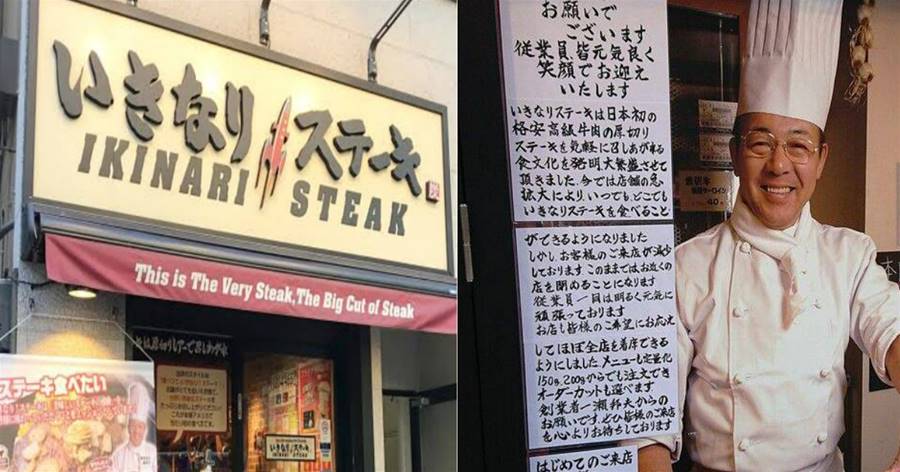 いきなりステーキ
IKINARI STEAK
This is The Very Steak,The Big Cut of Steak
ステーキ食べたい
いきなりステーキ
お願いで
ございます
従業員、皆元気良く
笑顔でお迎え
いたします
いきなりステーキは日本初の
格安高級牛肉の厚切り
ステーキを気軽に召しあがれる
食文化を発明大繁盛させて
頂きました。今では店舗の急
拡大により、いつでも、どこでも
いきなりステーキを食べること
ができるようになりました
しかし、お客様のご来店が減少
しております このままではお近くの
店を閉めることになります
従業員一同は明るく元気に
頑張っております
お店も皆様のご希望にお応え
してほぼ全店を着席できる
ようにしました。メニューも定量化
150g、200gからでも注文でき
オーダーカットも選べます
創業者一瀬邦夫からの
お願いです。どうか皆様のご来店
を心よりお待ちしております
はじめてのご来店